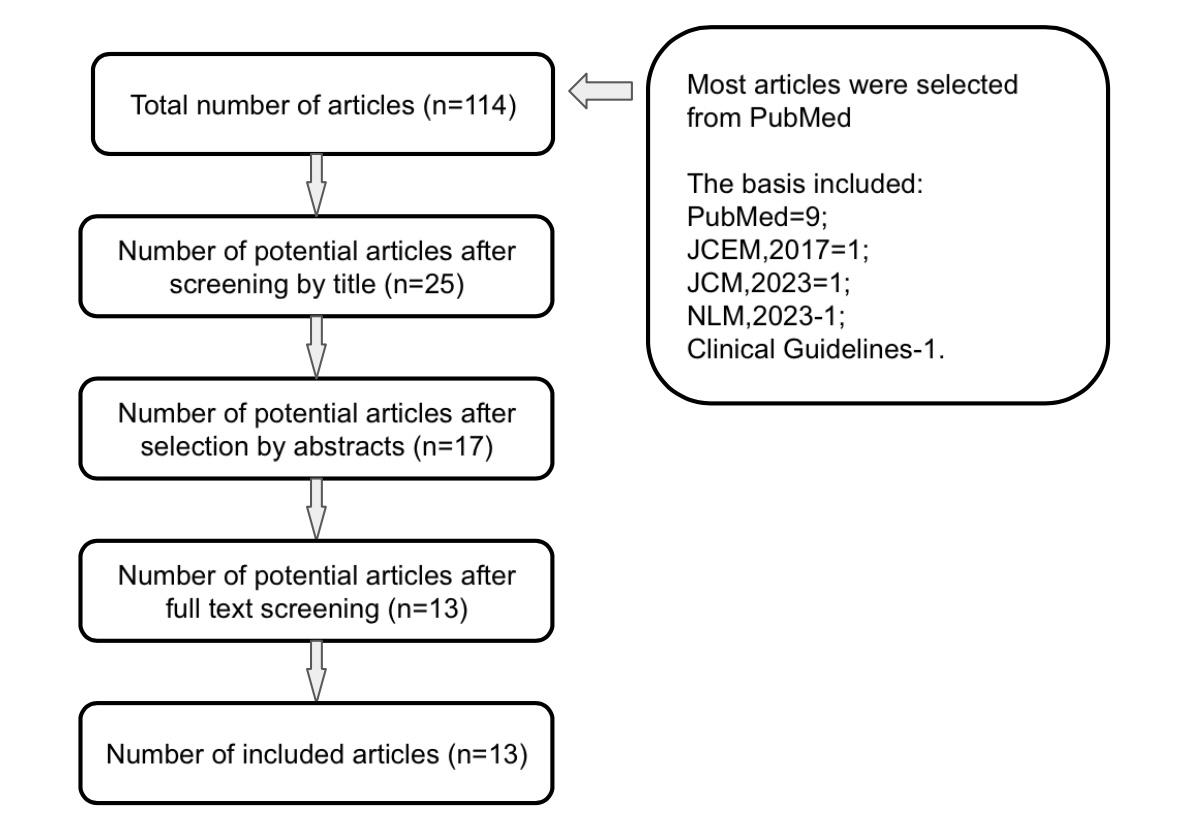 Total number of articles (n=114)
Most articles were selected
from PubMed
The basis included:
PubMed=9;
JCEM,2017=1;
JCM,2023=1;
NLM,2023-1;
Clinical Guidelines-1.
Number of potential articles after
screening by title (n=25)
Number of potential articles after
selection by abstracts (n=17)
Number of potential articles after
full text screening (n=13)
Number of included articles (n=13)